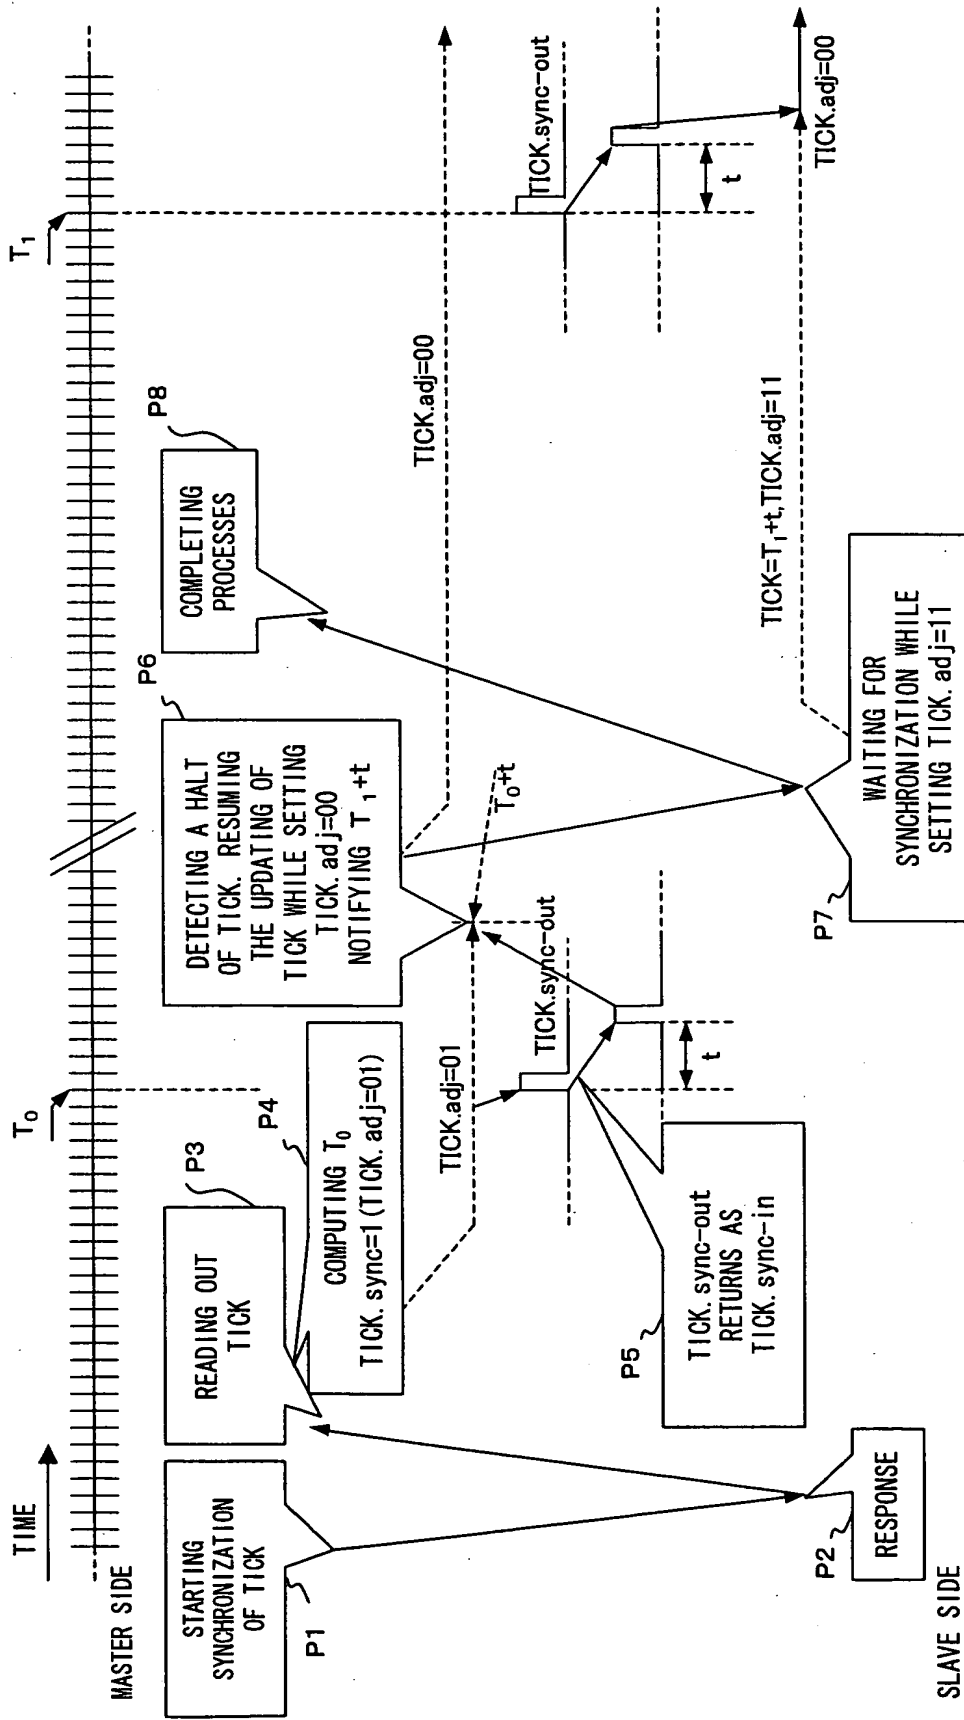 TIME
T0
T1
MASTER SIDE
STARTING
SYNCHRONIZATION
OF TICK
P1
READING OUT
TICK
P3
P4
COMPUTING T0
TICK. sync=1 (TICK. adj=01)
DETECTING A HALT
OF TICK. RESUMING
THE UPDATING OF
TICK WHILE SETTING
TICK. adj=00
NOTIFYING T1+t
P6
COMPLETING
PROCESSES
P8
TICK.adj=00
TICK.adj=01
T0+t
TICK.sync-out
TICK.sync-out
t
t
P5
TICK. sync-out
RETURNS AS
TICK. sync-in
TICK=T1+t,TICK.adj=11
TICK.adj=00
P2
RESPONSE
P7
WAITING FOR
SYNCHRONIZATION WHILE
SETTING TICK. adj=11
SLAVE SIDE